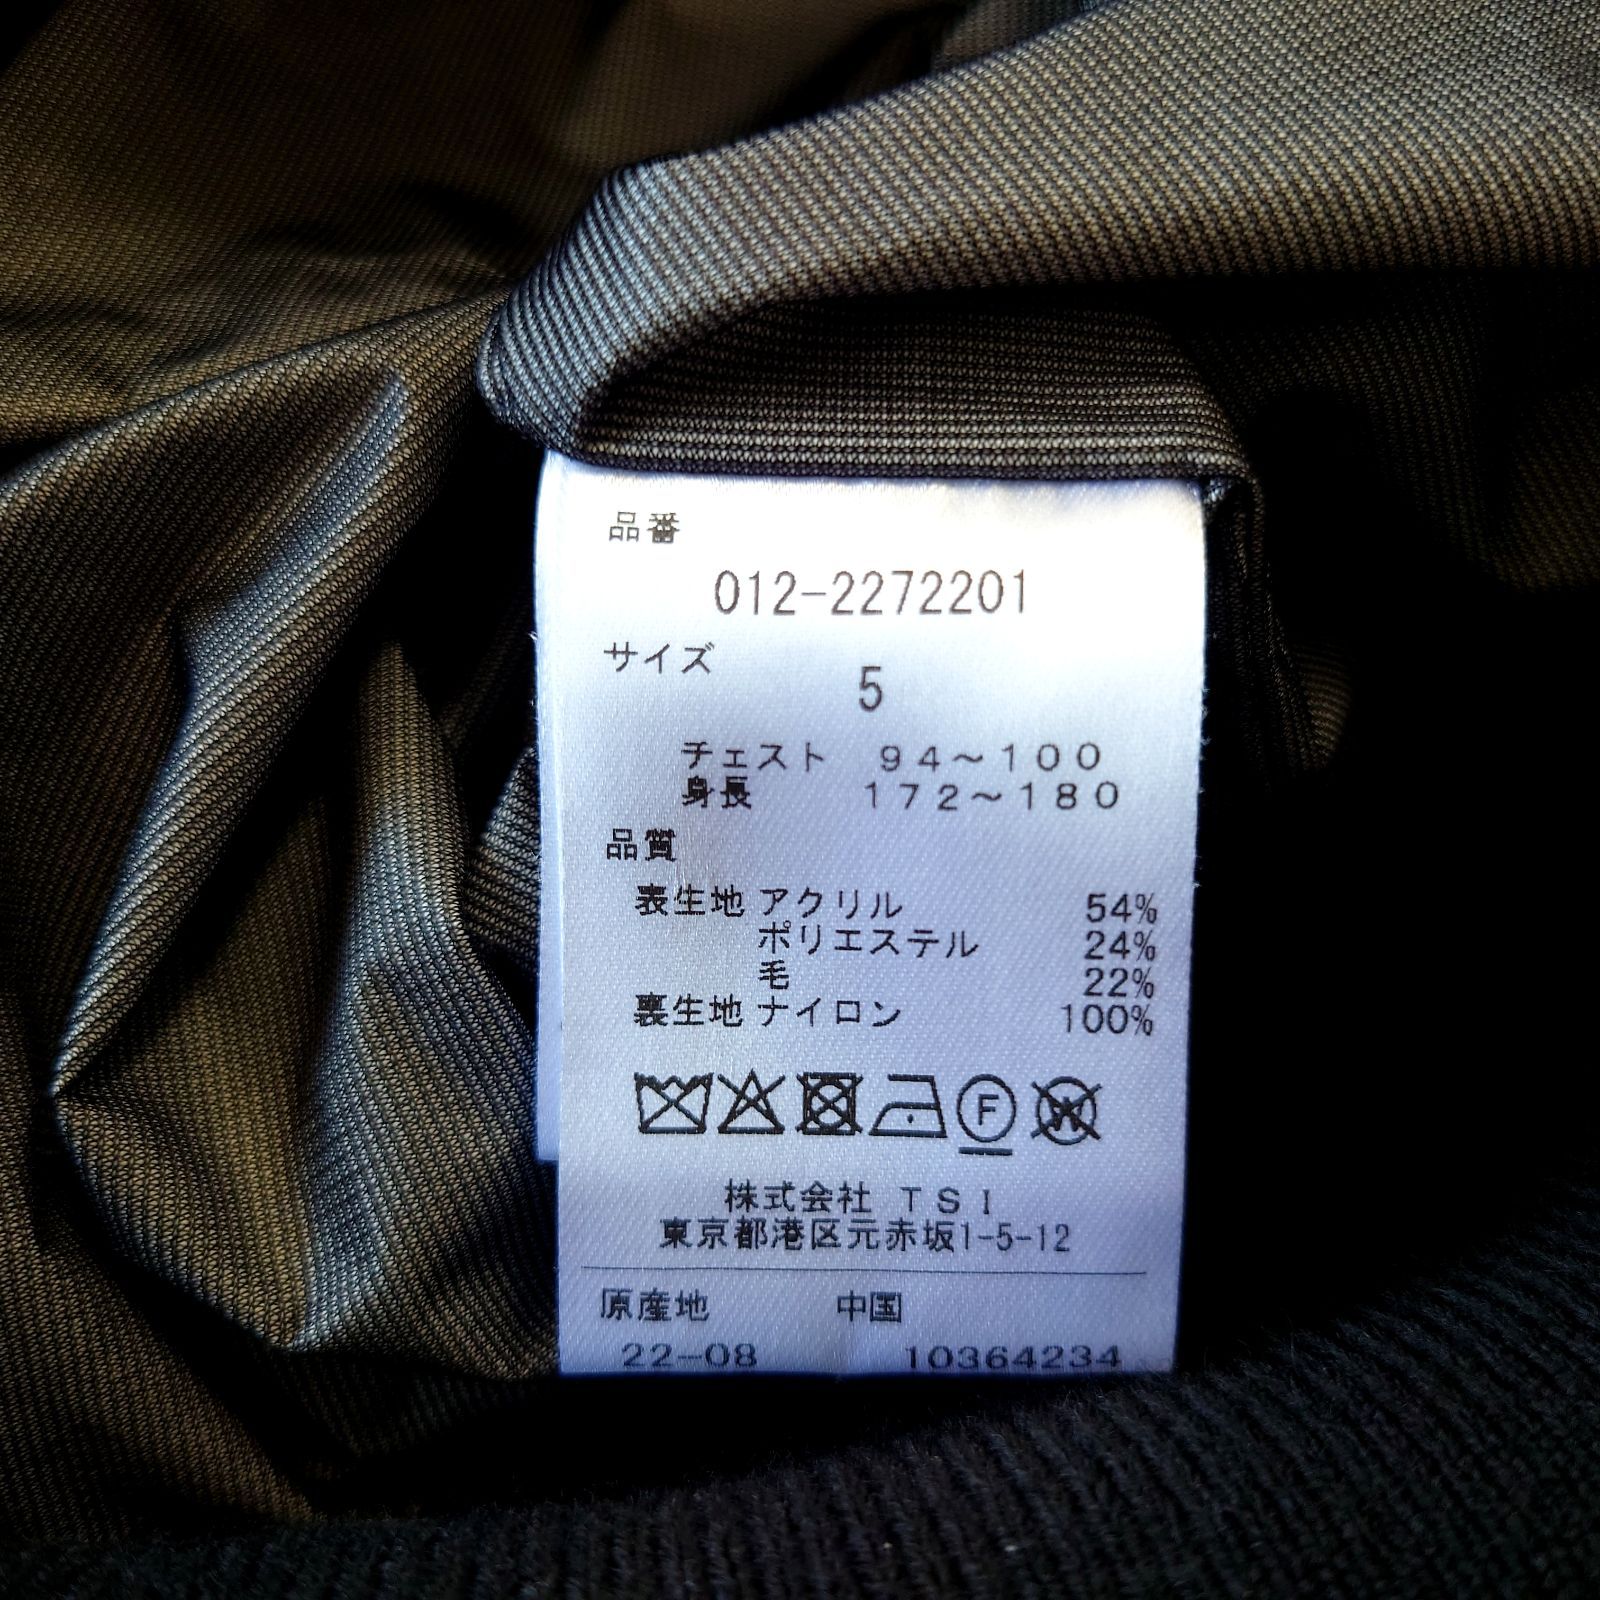 品番
012-2272201
サイズ
5
チェスト 94～100
身長 172～180
品質
表生地 アクリル 54%
ポリエステル 24%
毛 22%
裏生地 ナイロン 100%
F
W
株式会社 TSI
東京都港区元赤坂1-5-12
原産地 中国
22-08 10364234